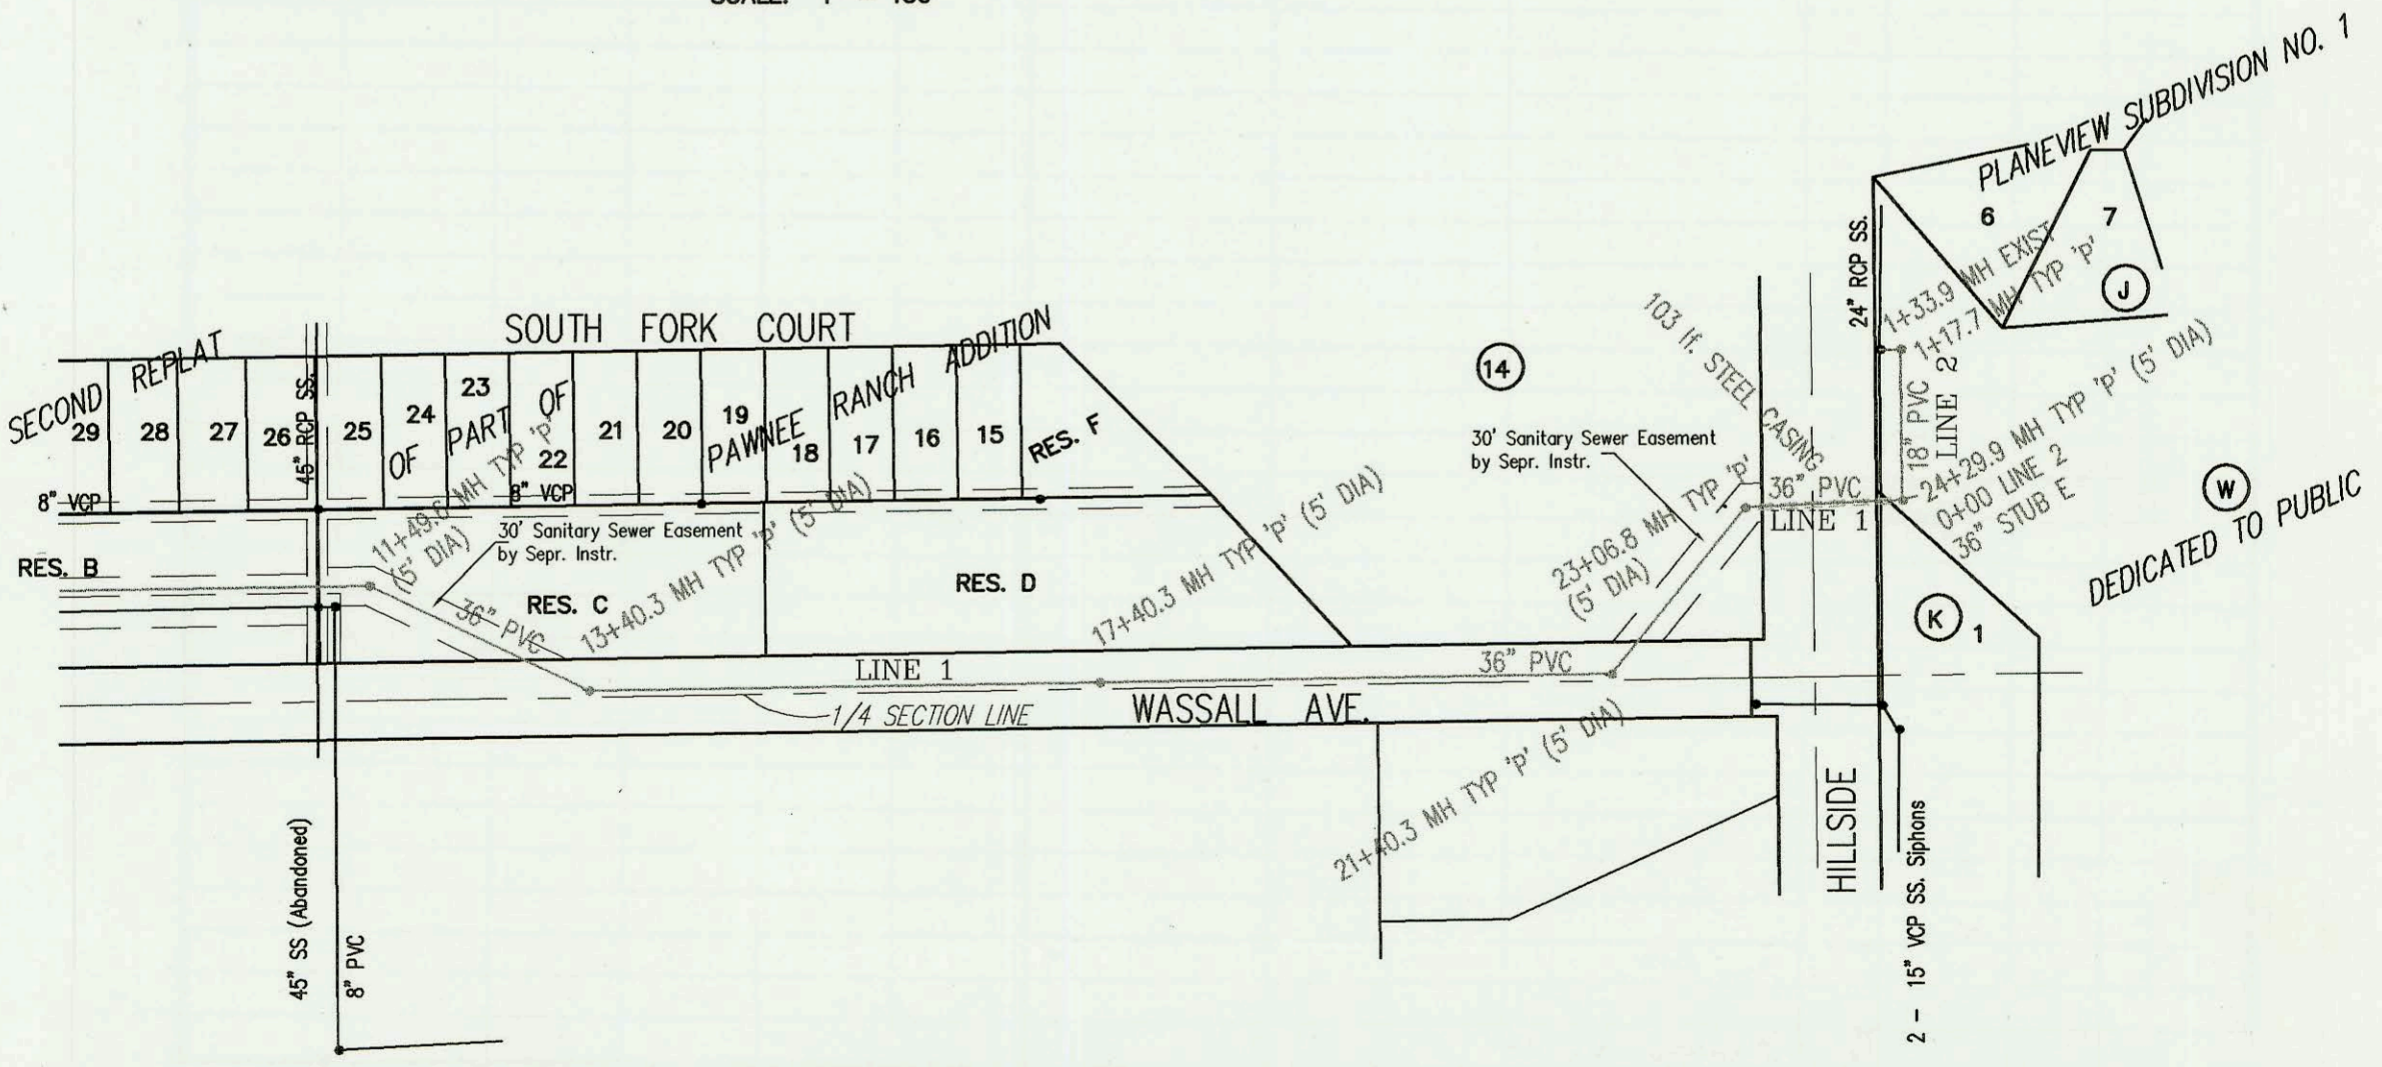 PLANEVIEW SUBDIVISION NO. 1
6
7
J
24" RCP SS.
1+33.9 MH EXIST
1+17.7 MH TYP 'P'
18" PVC
LINE 2
24+29.9 MH TYP 'P' (5' DIA)
0+00 LINE 2
36" STUB E
W
DEDICATED TO PUBLIC
SOUTH FORK COURT
SECOND REPLAT OF PART OF PAWNEE RANCH ADDITION
29
28
27
26
25
24
23
22
21
20
19
18
17
16
15
RES. F
45" RCP SS.
8" VCP
8" VCP
14
103 lf. STEEL CASING
30' Sanitary Sewer Easement
by Sepr. Instr.
36" PVC
LINE 1
23+06.8 MH TYP 'P'
(5' DIA)
11+49.6 MH TYP 'P'
(5' DIA)
30' Sanitary Sewer Easement
by Sepr. Instr.
RES. B
36" PVC
RES. C
13+40.3 MH TYP 'P' (5' DIA)
RES. D
17+40.3 MH TYP 'P' (5' DIA)
K
1
LINE 1
36" PVC
1/4 SECTION LINE
WASSALL AVE.
21+40.3 MH TYP 'P' (5' DIA)
HILLSIDE
45" SS (Abandoned)
8" PVC
2 - 15" VCP SS. Siphons